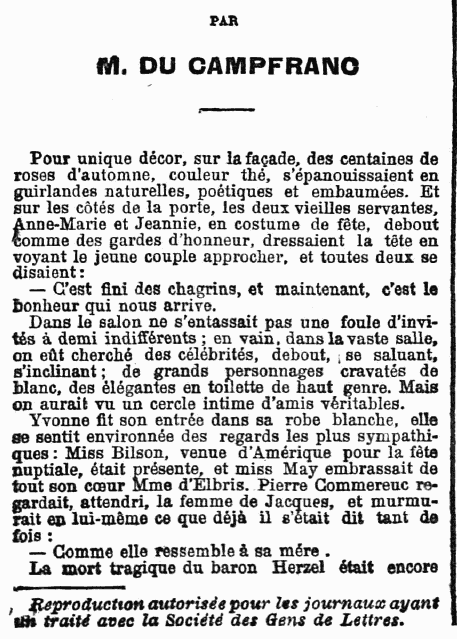 PAR
M. DU CAMPFRANC
Pour unique décor, sur la façade, des centaines de
roses d'automne, couleur thé, s'épanouissaient en
guirlandes naturelles, poétiques et embaumées. Et
sur les côtés de la porte, les deux vieilles servantes,
Anne-Marie et Jeannie, en costume de fête, debout
comme des gardes d'honneur, dressaient la tête en
voyant le jeune couple approcher, et toutes deux se
disaient :
— C'est fini des chagrins, et maintenant, c'est le
bonheur qui nous arrive.
Dans le salon ne s'entassait pas une foule d'invi-
tés à demi indifférents ; en vain, dans la vaste salle,
on eût cherché des célébrités, debout, se saluant,
s'inclinant ; de grands personnages cravatés de
blanc, des élégantes en toilette de haut genre. Mais
on aurait vu un cercle intime d'amis véritables.
Yvonne fit son entrée dans sa robe blanche, elle
se sentit environnée des regards les plus sympathi-
ques : Miss Bilson, venue d'Amérique pour la fête
nuptiale, était présente, et miss May embrassait de
tout son cœur Mme d'Elbris. Pierre Commereuc re-
gardait, attendri, la femme de Jacques, et murmu-
rait en lui-même ce que déjà il s'était dit tant de
fois :
— Comme elle ressemble à sa mére .
La mort tragique du baron Herzel était encore
Reproduction autorisée pour les journaux ayant
un traité avec la Société des Gens de Lettres.